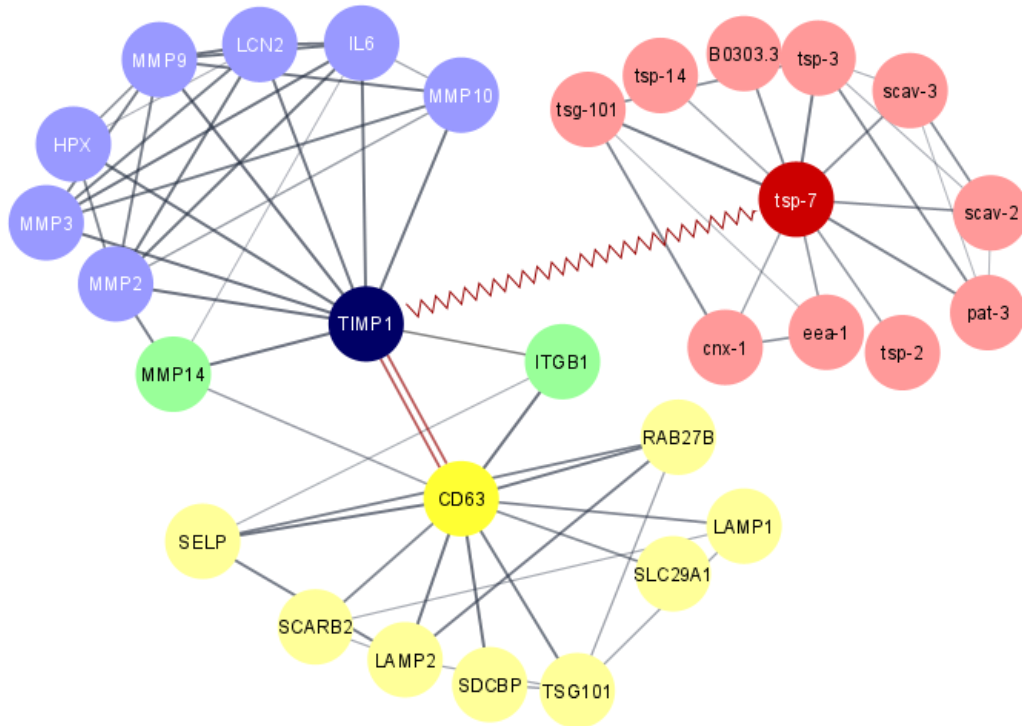 LCN2
IL6
MMP9
MMP10
HPX
MMP3
MMP2
TIMP1
MMP14
ITGB1
B0303.3
tsp-3
tsp-14
scav-3
tsg-101
tsp-7
scav-2
pat-3
eea-1
cnx-1
tsp-2
RAB27B
CD63
LAMP1
SELP
SLC29A1
SCARB2
LAMP2
SDCBP
TSG101